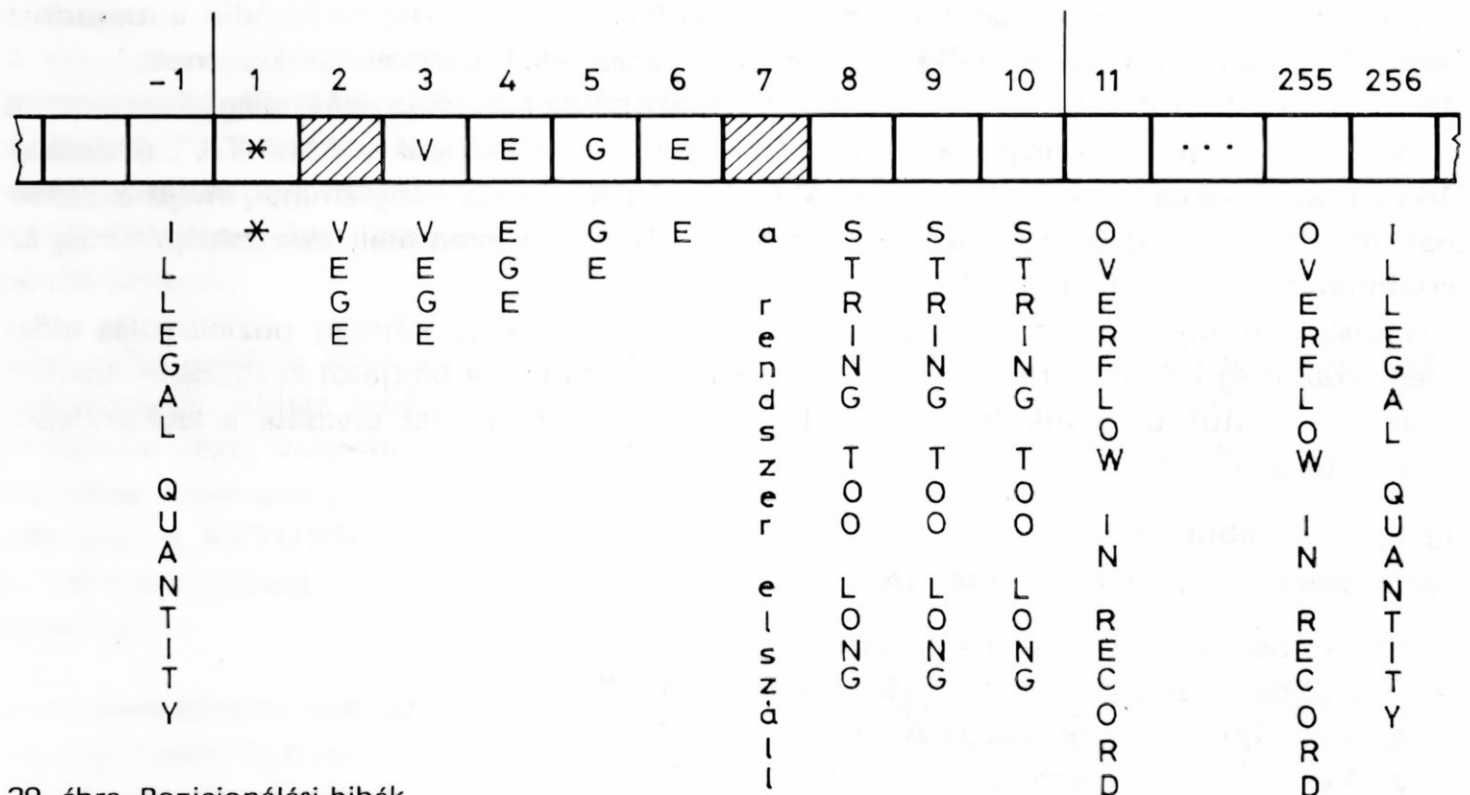 -1 1 2 3 4 5 6 7 8 9 10 11 255 256
* V E G E ...
ILLEGAL QUANTITY
*
VEGE
VEGE
EGE
GE
E
a rendszer elszáll
STRING TOO LONG
STRING TOO LONG
STRING TOO LONG
OVERFLOW IN RECORD
OVERFLOW IN RECORD
ILLEGAL QUANTITY
ábra. Pozicionálási hibák